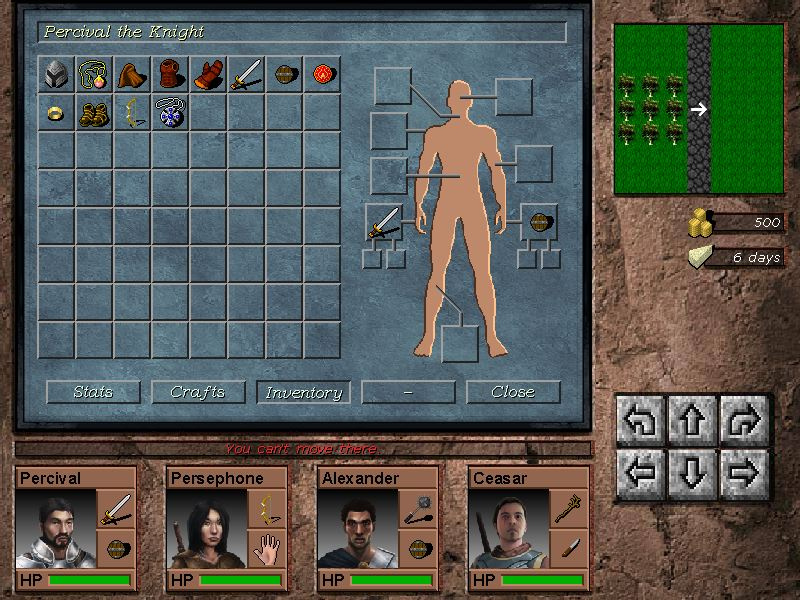 Percival the Knight
500
6 days
Stats
Crafts
Inventory
-
Close
You can't move there
Percival
Persephone
Alexander
Ceasar
HP
HP
HP
HP